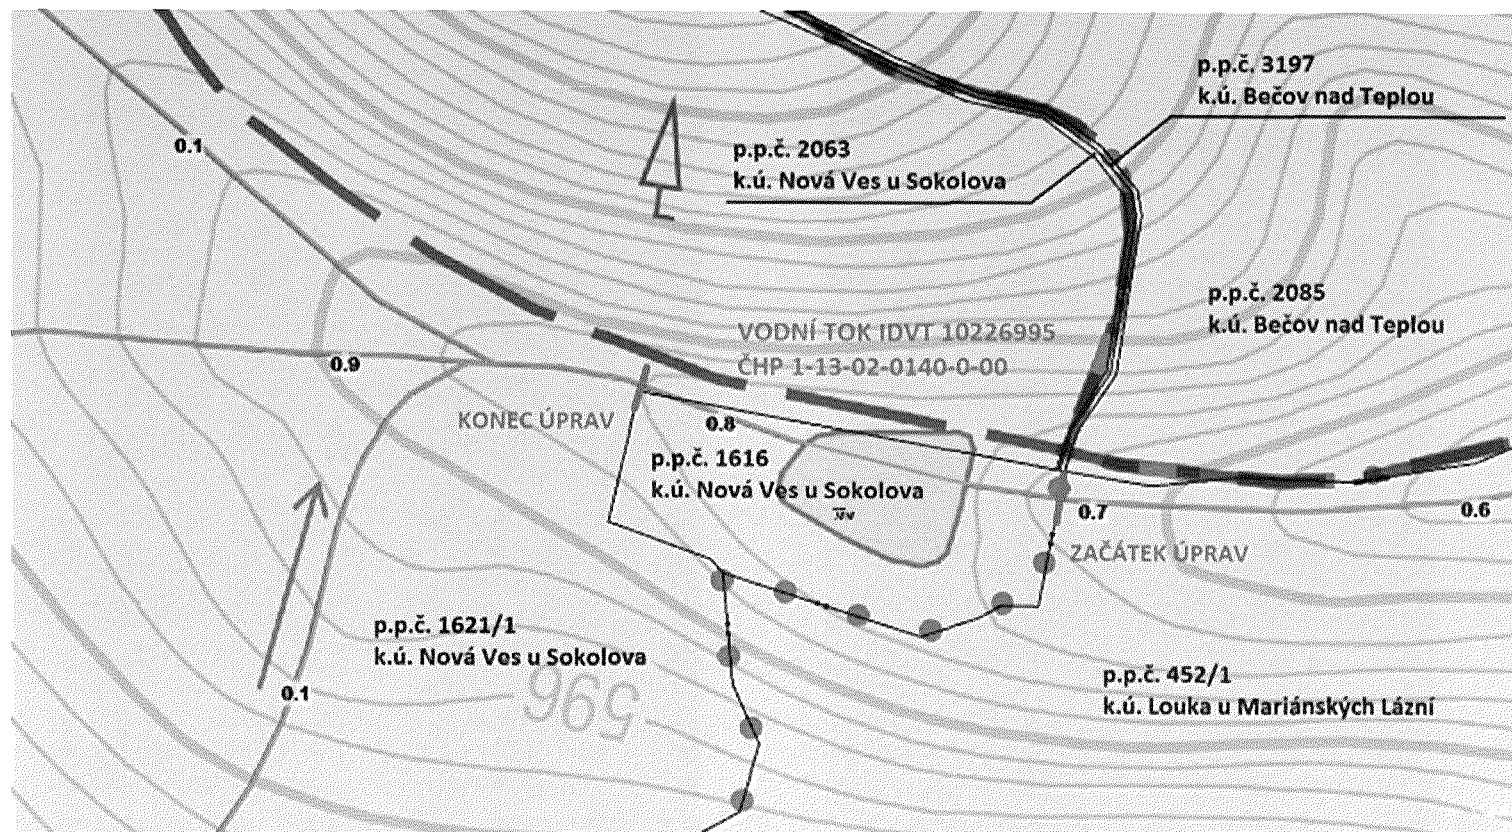 p.p.č. 3197
k.ú. Bečov nad Teplou
0.1
p.p.č. 2063
k.ú. Nová Ves u Sokolova
p.p.č. 2085
k.ú. Bečov nad Teplou
VODNÍ TOK IDVT 10226995
ČHP 1-13-02-0140-0-00
0.9
KONEC ÚPRAV
0.8
p.p.č. 1616
k.ú. Nová Ves u Sokolova
0.7
0.6
ZAČÁTEK ÚPRAV
p.p.č. 1621/1
k.ú. Nová Ves u Sokolova
0.1
596
p.p.č. 452/1
k.ú. Louka u Mariánských Lázní